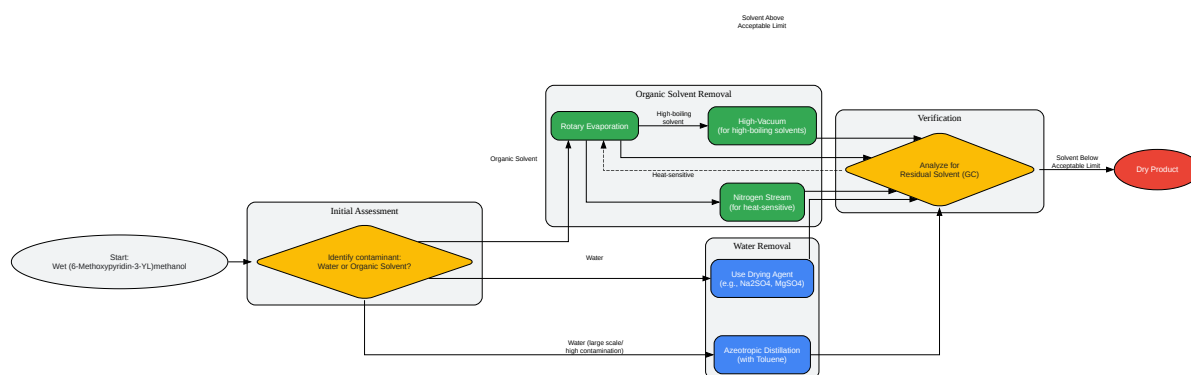 Solvent Above
Acceptable Limit
Organic Solvent Removal
Rotary Evaporation
High-boiling
solvent
High-Vacuum
(for high-boiling solvents)
Verification
Analyze for
Residual Solvent (GC)
Solvent Below
Acceptable Limit
Dry Product
Organic Solvent
Heat-sensitive
Nitrogen Stream
(for heat-sensitive)
Initial Assessment
Start:
Wet (6-Methoxypyridin-3-YL)methanol
Identify contaminant:
Water or Organic Solvent?
Water
Water Removal
Use Drying Agent
(e.g., Na2SO4, MgSO4)
Water (large scale/
high contamination)
Azeotropic Distillation
(with Toluene)